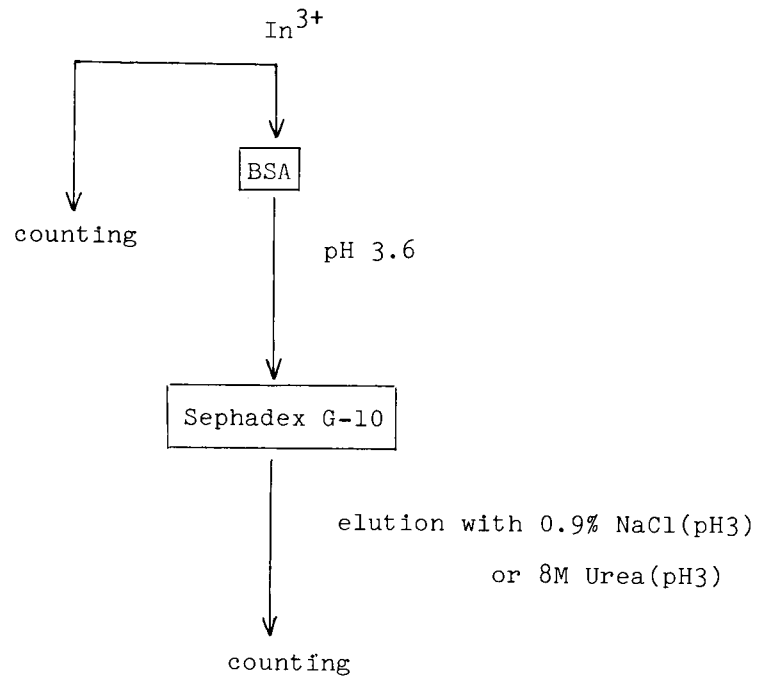 In³⁺
BSA
counting
pH 3.6
Sephadex G-10
elution with 0.9% NaCl(pH3)
or 8M Urea(pH3)
counting